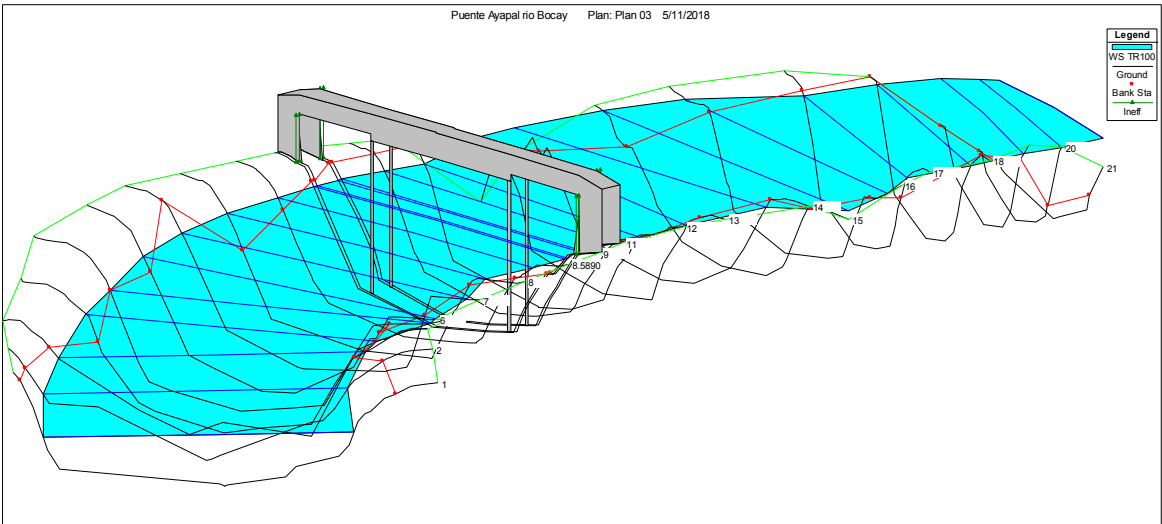 Puente Ayapal rio Bocay Plan: Plan 03 5/11/2018
Legend
WS TR100
Ground
Bank Sta
Ineff
20
21
18
17
16
15
14
13
12
11
9
8.5890
8
7
6
2
1